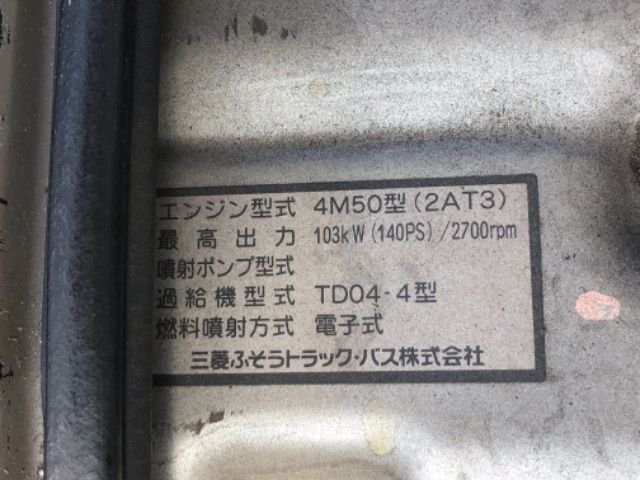 エンジン型式 4M50型(2AT3)
最高出力 103kW(140PS)/2700rpm
噴射ポンプ型式
過給機型式 TD04-4型
燃料噴射方式 電子式
三菱ふそうトラック・バス株式会社